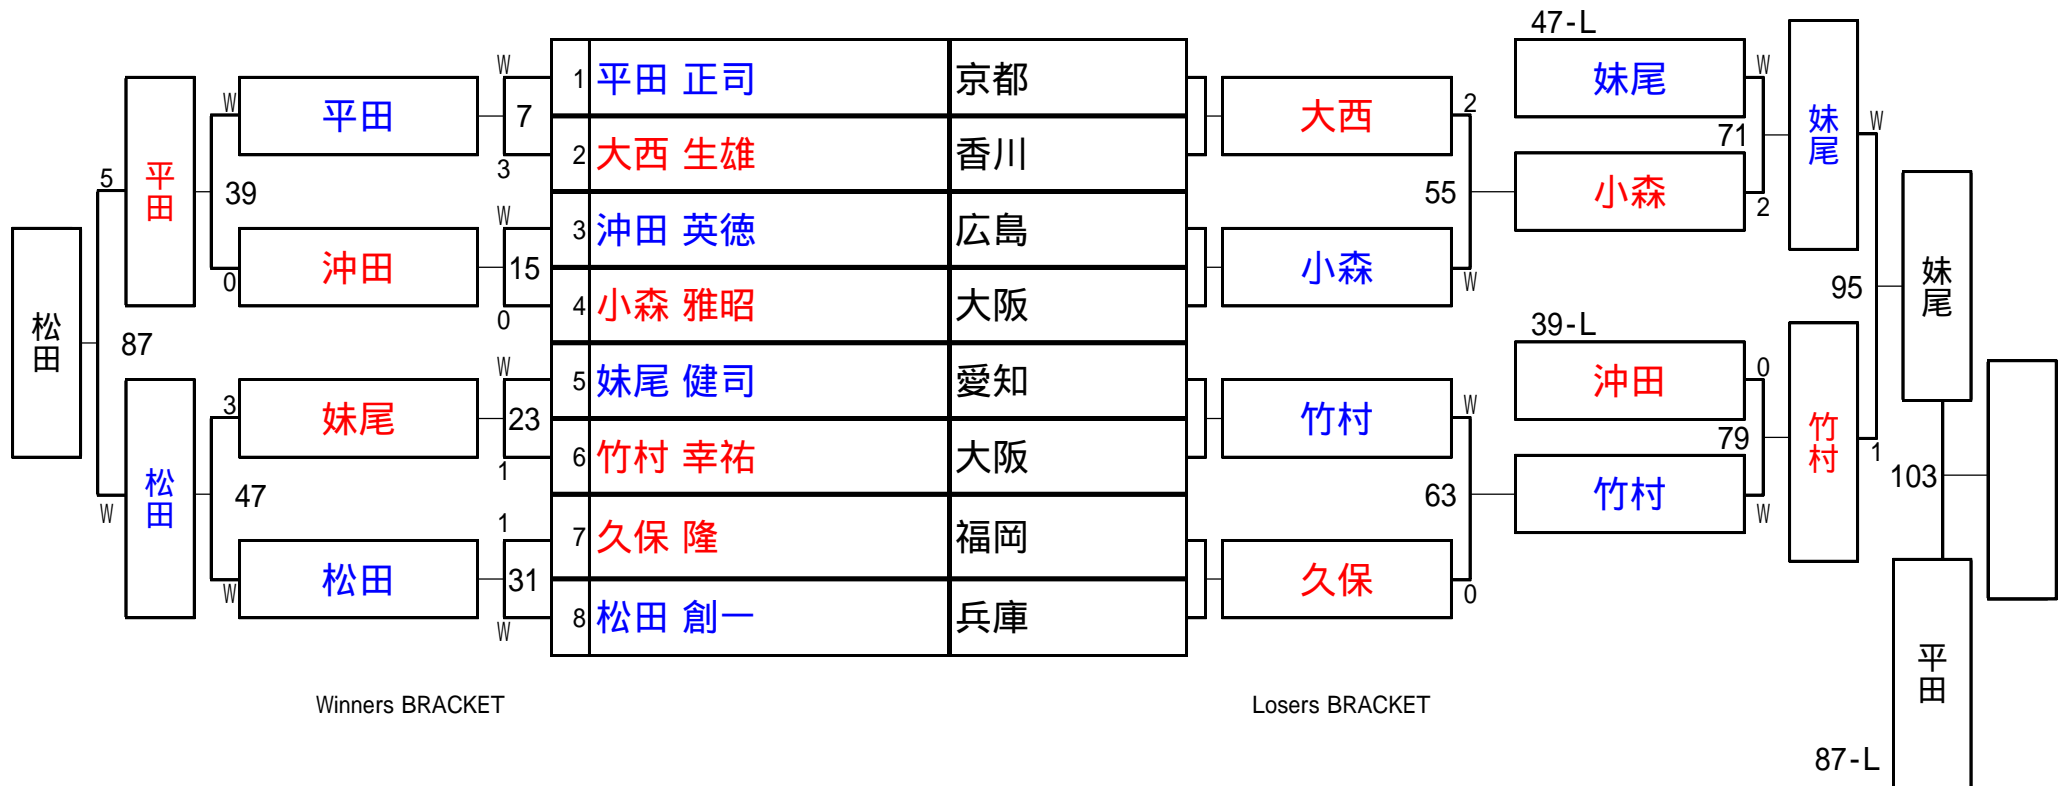 47-L
W
1 平田 正司 京都
妹尾
W
W
平田
7
大西
2
71
妹尾
W
2 大西 生雄 香川
3
5
平田
39
55
小森
2
W
3 沖田 英徳 広島
0
沖田
15
小森
W
4 小森 雅昭 大阪
0
95
妹尾
39-L
松田
87
W
5 妹尾 健司 愛知
沖田
0
3
妹尾
23
竹村
W
79
竹村
1
6 竹村 幸祐 大阪
1
W
松田
47
63
竹村
W
103
1
7 久保 隆 福岡
W
松田
31
久保
0
8 松田 創一 兵庫
W
平田
Winners BRACKET
Losers BRACKET
87-L